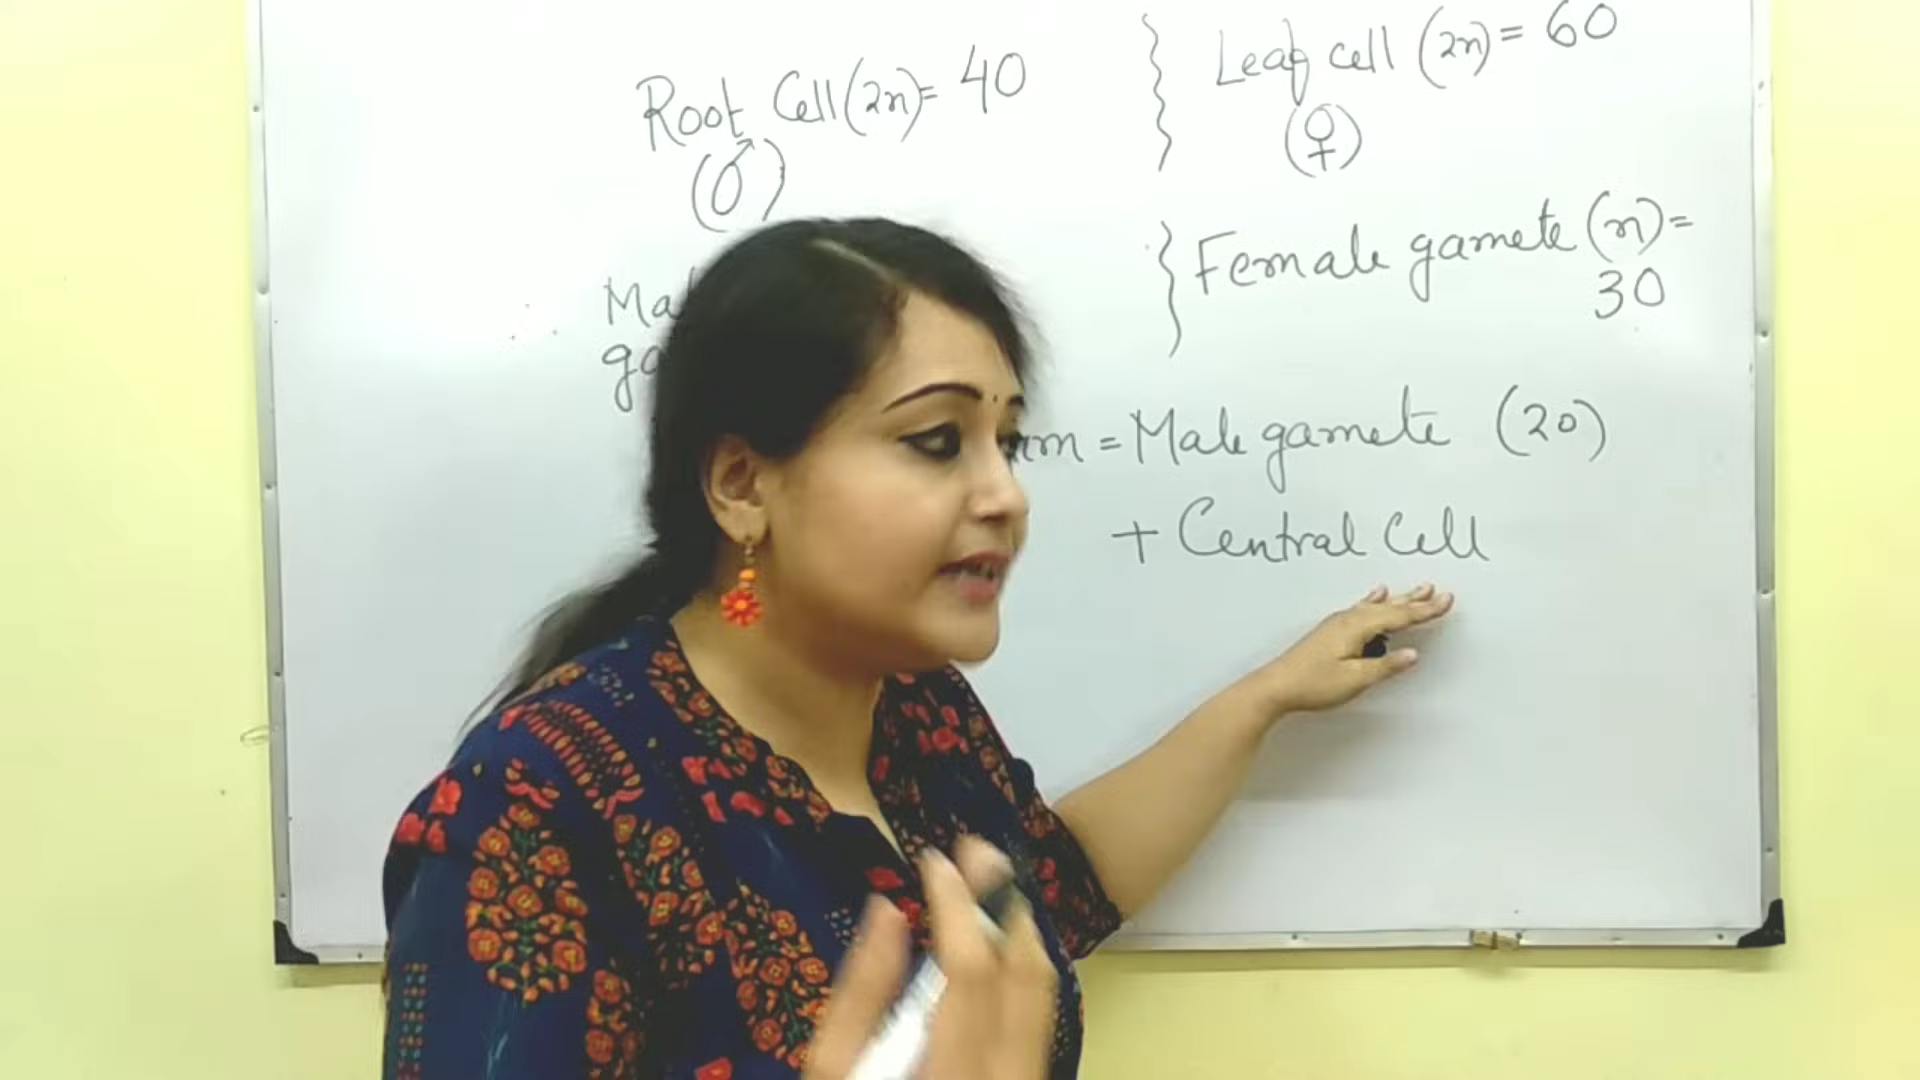 Root Cell (2n) = 40
(♂)
Leaf cell (2n) = 60
(♀)
Female gamete (n) =
30
= Male gamete (20)
+ Central Cell